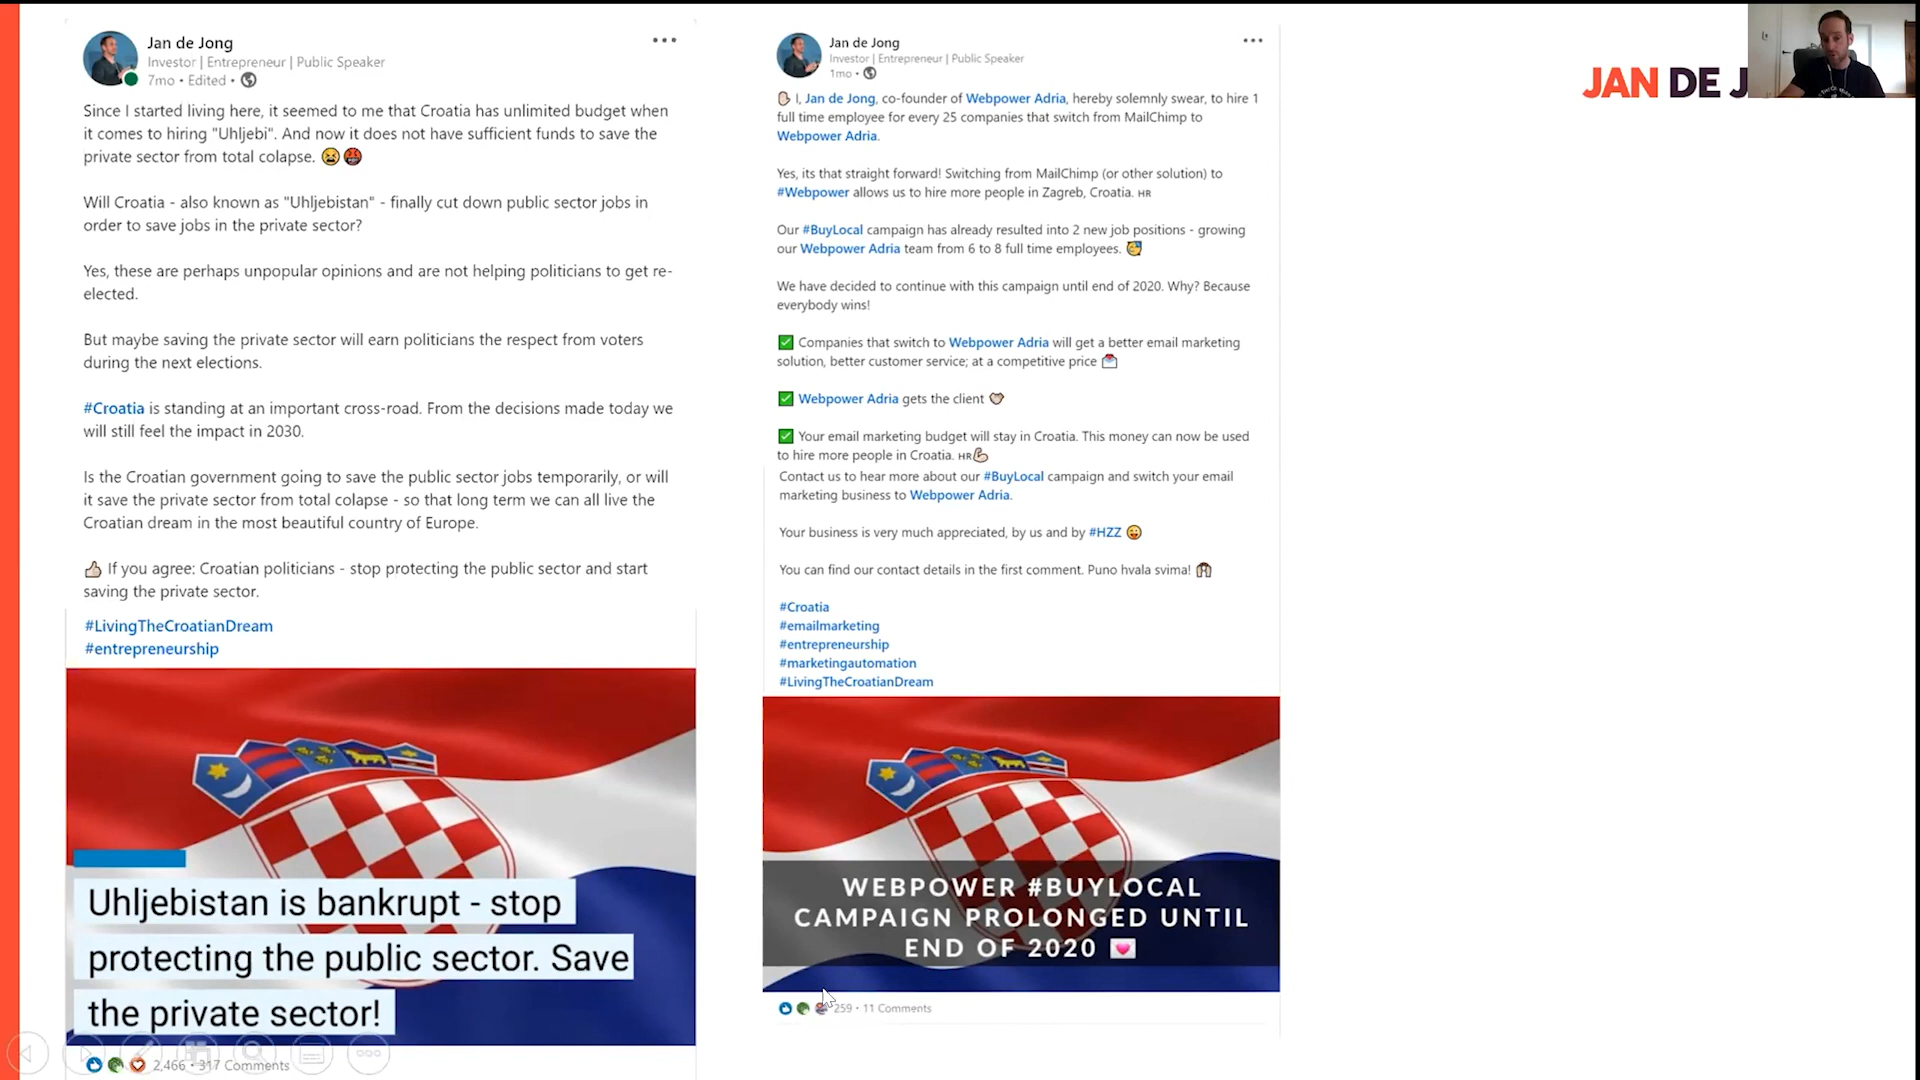 Jan de Jong
Investor | Entrepreneur | Public Speaker
7mo • Edited •
Since I started living here, it seemed to me that Croatia has unlimited budget when
it comes to hiring "Uhljebi". And now it does not have sufficient funds to save the
private sector from total colapse. 😫🤬
Will Croatia - also known as "Uhljebistan" - finally cut down public sector jobs in
order to save jobs in the private sector?
Yes, these are perhaps unpopular opinions and are not helping politicians to get re-
elected.
But maybe saving the private sector will earn politicians the respect from voters
during the next elections.
#Croatia is standing at an important cross-road. From the decisions made today we
will still feel the impact in 2030.
Is the Croatian government going to save the public sector jobs temporarily, or will
it save the private sector from total colapse - so that long term we can all live the
Croatian dream in the most beautiful country of Europe.
👍 If you agree: Croatian politicians - stop protecting the public sector and start
saving the private sector.
#LivingTheCroatianDream
#entrepreneurship
Uhljebistan is bankrupt - stop
protecting the public sector. Save
the private sector!
2,466 • 317 Comments
Jan de Jong
Investor | Entrepreneur | Public Speaker
1mo •
I, Jan de Jong, co-founder of Webpower Adria, hereby solemnly swear, to hire 1
full time employee for every 25 companies that switch from MailChimp to
Webpower Adria.
Yes, its that straight forward! Switching from MailChimp (or other solution) to
#Webpower allows us to hire more people in Zagreb, Croatia. HR
Our #BuyLocal campaign has already resulted into 2 new job positions - growing
our Webpower Adria team from 6 to 8 full time employees.
We have decided to continue with this campaign until end of 2020. Why? Because
everybody wins!
✅ Companies that switch to Webpower Adria will get a better email marketing
solution, better customer service; at a competitive price
✅ Webpower Adria gets the client
✅ Your email marketing budget will stay in Croatia. This money can now be used
to hire more people in Croatia. HR💪
Contact us to hear more about our #BuyLocal campaign and switch your email
marketing business to Webpower Adria.
Your business is very much appreciated, by us and by #HZZ 😛
You can find our contact details in the first comment. Puno hvala svima!
#Croatia
#emailmarketing
#entrepreneurship
#marketingautomation
#LivingTheCroatianDream
WEBPOWER #BUYLOCAL
CAMPAIGN PROLONGED UNTIL
END OF 2020 💌
259 • 11 Comments
JAN DE J